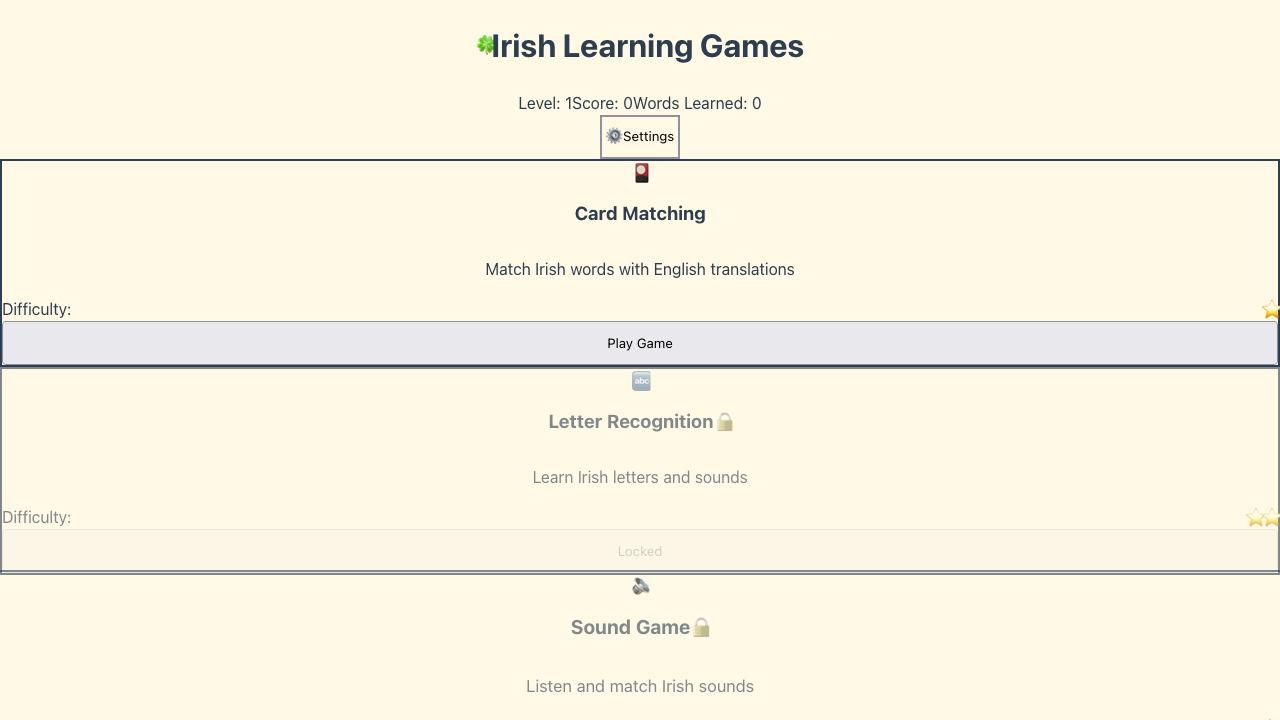 Irish Learning Games
Level: 1Score: 0Words Learned: 0
Settings
Card Matching
Match Irish words with English translations
Difficulty:
Play Game
abc
Letter Recognition
Learn Irish letters and sounds
Difficulty:
Locked
Sound Game
Listen and match Irish sounds